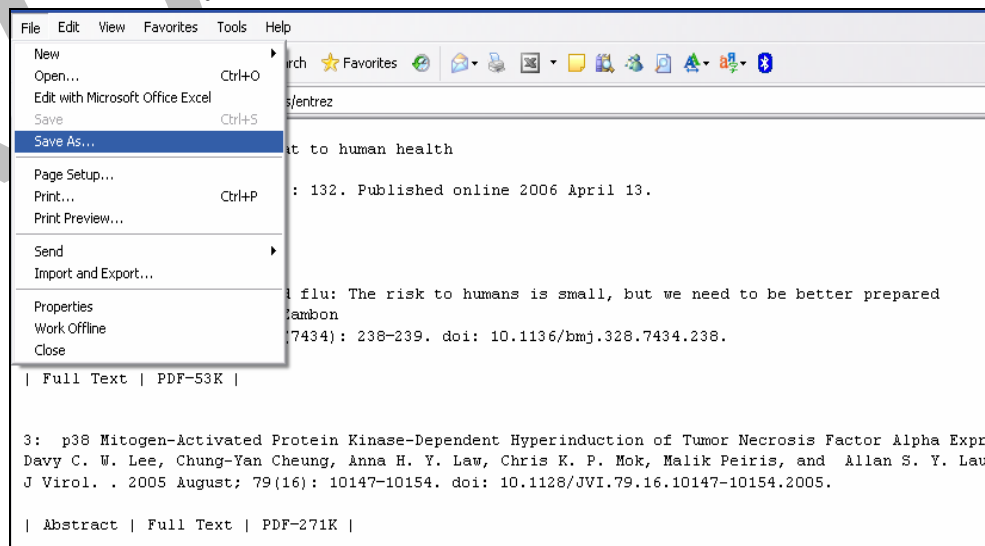 File Edit View Favorites Tools Help
New
rch Favorites
Open... Ctrl+O
Edit with Microsoft Office Excel
s/entrez
Save Ctrl+S
Save As...
at to human health
Page Setup...
Print... Ctrl+P
: 132. Published online 2006 April 13.
Print Preview...
Send
Import and Export...
flu: The risk to humans is small, but we need to be better prepared
Properties
Zambon
Work Offline
(7434): 238-239. doi: 10.1136/bmj.328.7434.238.
Close
| Full Text | PDF-53K |
3: p38 Mitogen-Activated Protein Kinase-Dependent Hyperinduction of Tumor Necrosis Factor Alpha Expr
Davy C. W. Lee, Chung-Yan Cheung, Anna H. Y. Law, Chris K. P. Mok, Malik Peiris, and Allan S. Y. Lau
J Virol. . 2005 August; 79(16): 10147-10154. doi: 10.1128/JVI.79.16.10147-10154.2005.
| Abstract | Full Text | PDF-271K |